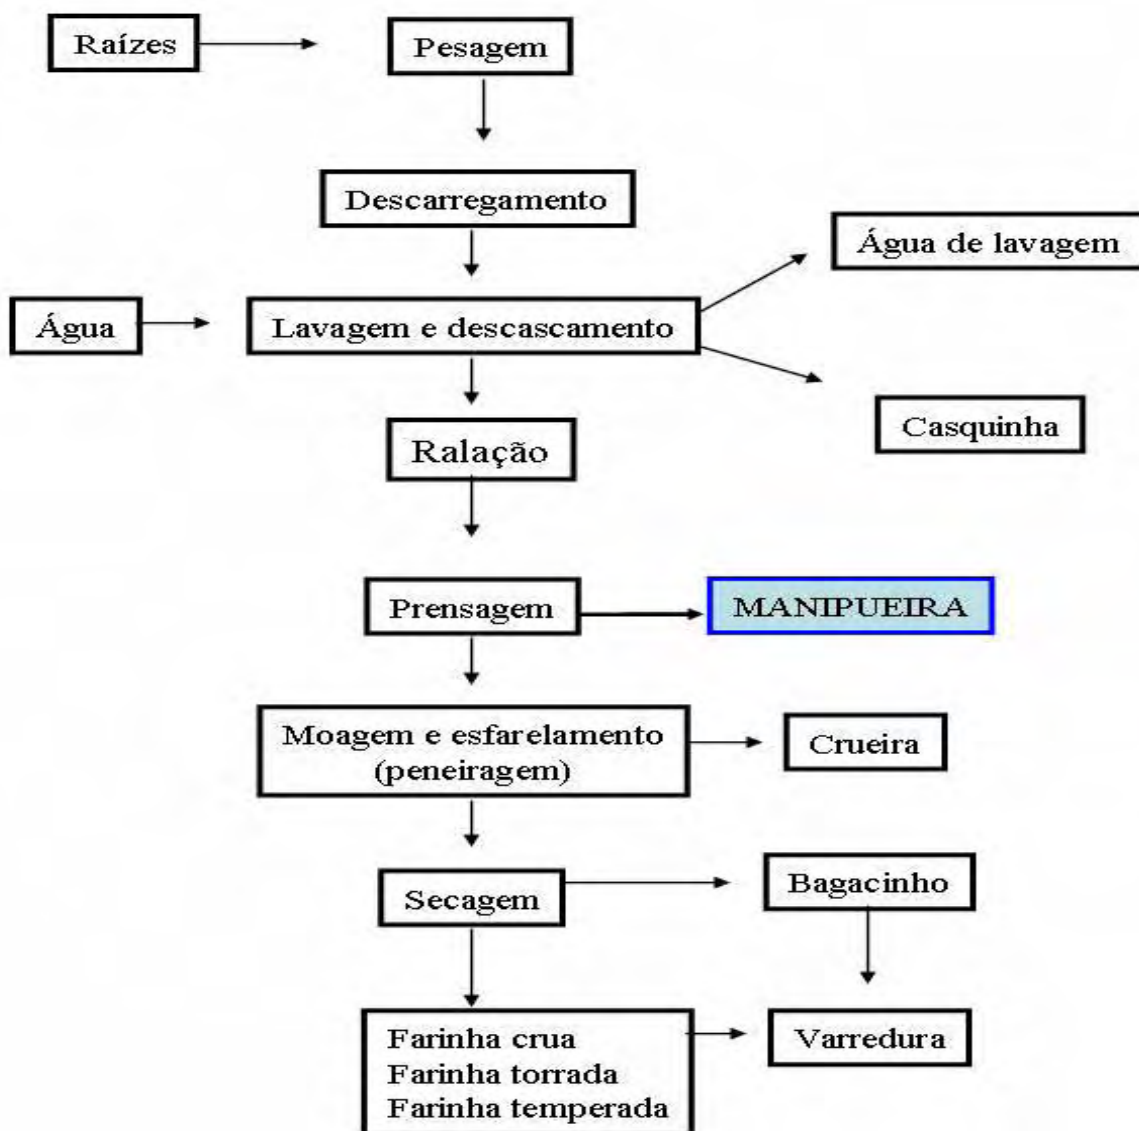 Raízes
Pesagem
Descarregamento
Água de lavagem
Água
Lavagem e descascamento
Casquinha
Ralação
Prensagem
MANIPUEIRA
Moagem e esfarelamento
(peneiragem)
Crueira
Secagem
Bagacinho
Farinha crua
Farinha torrada
Farinha temperada
Varredura